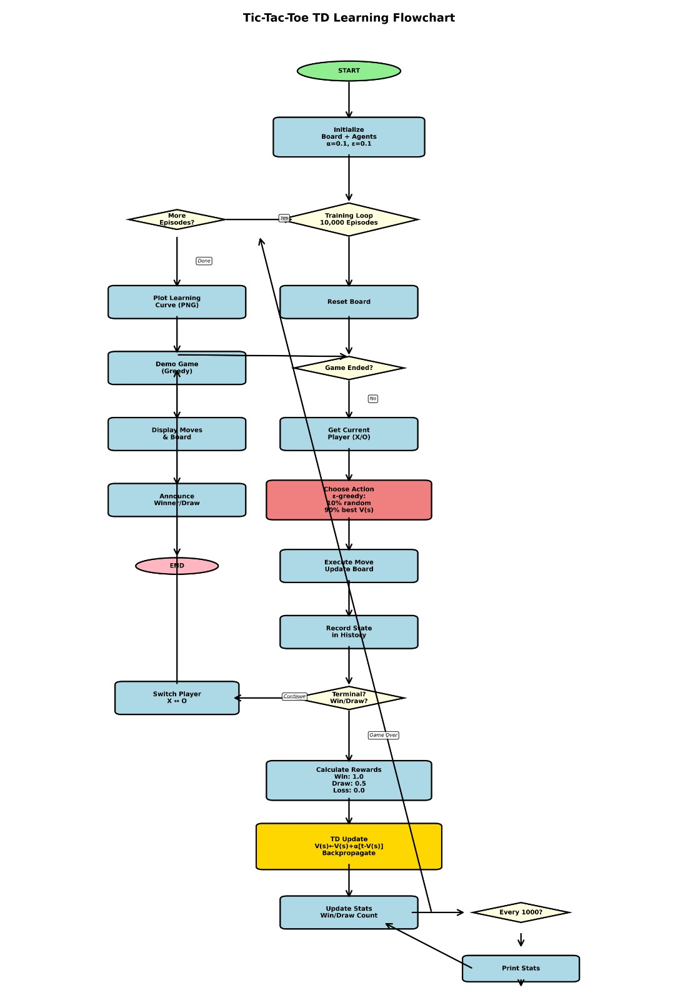 Tic-Tac-Toe TD Learning Flowchart
START
Initialize
Board + Agents
α=0.1, ε=0.1
More
Episodes?
Yes
Training Loop
10,000 Episodes
Done
Plot Learning
Curve (PNG)
Reset Board
Demo Game
(Greedy)
Game Ended?
No
Display Moves
& Board
Get Current
Player (X/O)
Choose Action
ε-greedy:
10% random
90% best V(s)
Announce
Winner/Draw
END
Execute Move
Update Board
Record State
in History
Switch Player
X ↔ O
Continue
Terminal?
Win/Draw?
Game Over
Calculate Rewards
Win: 1.0
Draw: 0.5
Loss: 0.0
TD Update
V(s)←V(s)+α[t-V(s)]
Backpropagate
Update Stats
Win/Draw Count
Every 1000?
Print Stats